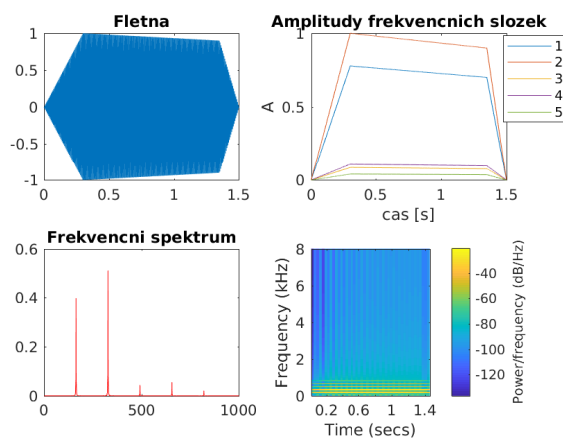 Fletna
1
0.5
0
-0.5
-1
0 0.5 1 1.5
Amplitudy frekvencnich slozek
A
1
0.5
0
0 0.5 1 1.5
cas [s]
1
2
3
4
5
Frekvencni spektrum
0.6
0.4
0.2
0
0 500 1000
Frequency (kHz)
8
6
4
2
0
0.2 0.6 1 1.4
Time (secs)
-40
-60
-80
-100
-120
Power/frequency (dB/Hz)